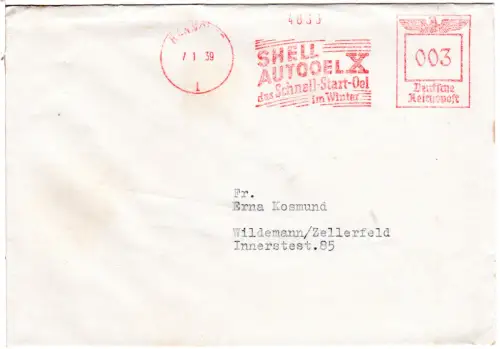 7 1 39
1
SHELL
AUTOOEL X
das Schnell-Start-Oel
im Winter
003
Deutsche
Reichspost
Fr.
Erna Kosmund
Wildemann/Zellerfeld
Innerstest.85